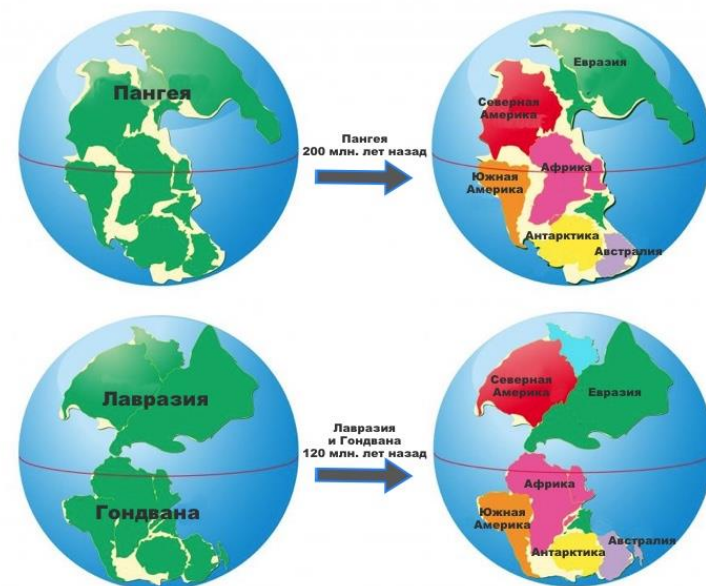 Пангея
Пангея
200 млн. лет назад
Евразия
Северная
Америка
Африка
Южная
Америка
Антарктика
Австралия
Лавразия
Гондвана
Лавразия
и Гондвана
120 млн. лет назад
Северная
Америка
Евразия
Африка
Южная
Америка
Антарктика
Австралия